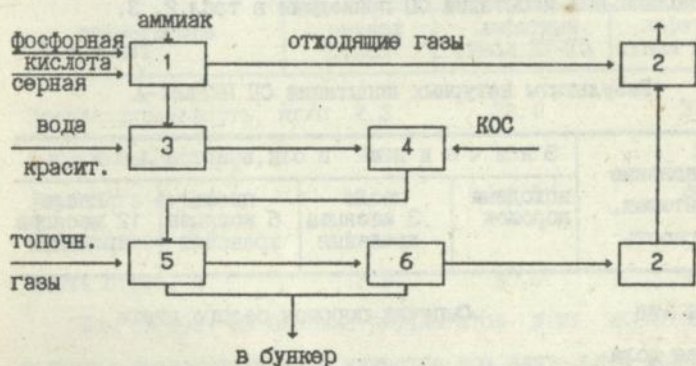 аммиак
фосфорная
кислота
серная
1
отходящие газы
2
вода
красит.
3
4
КОС
топочн.
газы
5
6
2
в бункер